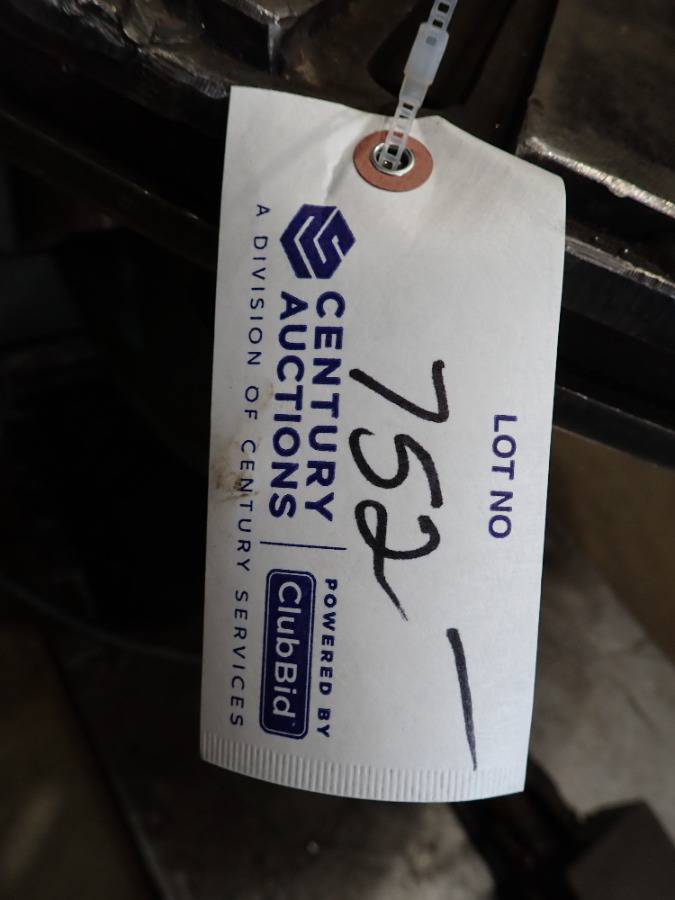 LOT NO
752 —
CENTURY
AUCTIONS
POWERED BY
ClubBid
A DIVISION OF CENTURY SERVICES